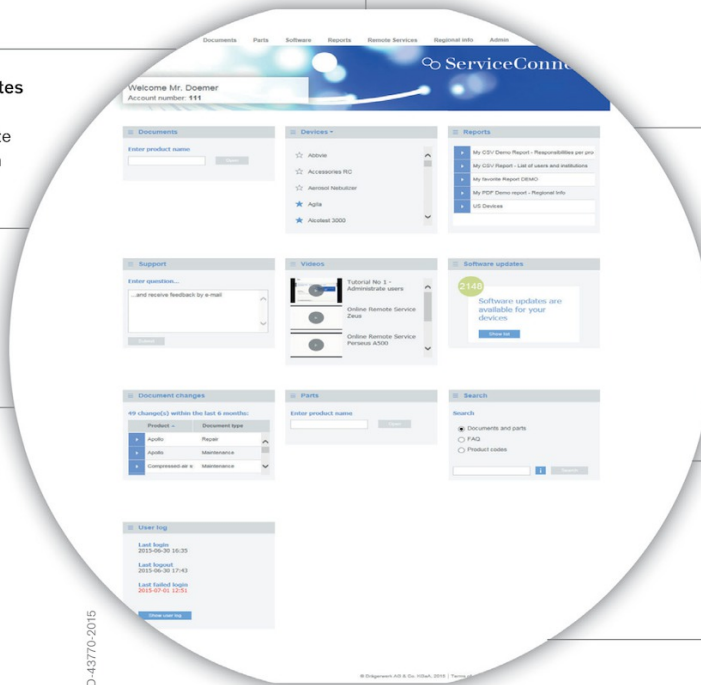 tes
te
Documents Parts Software Reports Remote Services Regional info Admin
ServiceConne
Welcome Mr. Doemer
Account number: 111
Documents
Enter product name
Open
Devices
Abbvie
Accessories RC
Aerosol Nebulizer
Agila
Alcotest 3000
Reports
My CSV Demo Report - Responsibilities per pro
My CSV Report - List of users and institutions
My favorite Report DEMO
My PDF Demo report - Regional Info
US Devices
Support
Enter question...
...and receive feedback by e-mail
Submit
Videos
Tutorial No 1 -
Administrate users
Online Remote Service
Zeus
Online Remote Service
Perseus A500
Software updates
2148
Software updates are
available for your
devices
Show list
Document changes
49 change(s) within the last 6 months:
Product Document type
Apollo Repair
Apollo Maintenance
Compressed air s Maintenance
Parts
Enter product name
Open
Search
Search
Documents and parts
FAQ
Product codes
i Search
User log
Last login
2015-06-30 16:35
Last logout
2015-06-30 17:43
Last failed login
2015-07-01 12:51
Show user log
D-43770-2015
© Drägerwerk AG & Co. KGaA, 2015 | Terms of